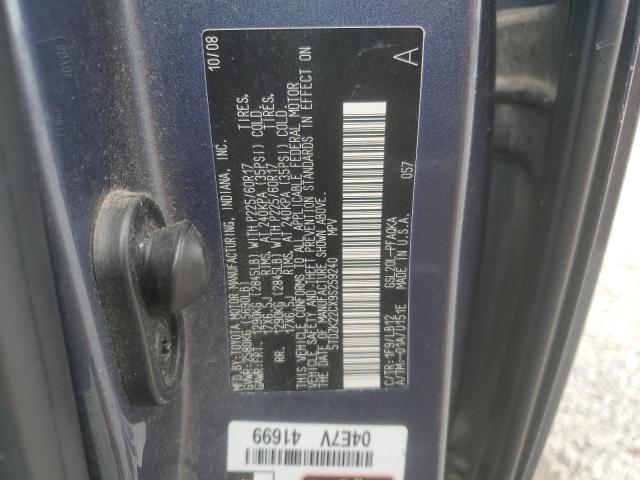 MFD.BY: TOYOTA MOTOR MANUFACTURING, INDIANA, INC. 10/08
GVWR:2580KG (5690LB)
GAWR:FRT. 1290KG (2845LB) WITH P225/60R17 TIRES,
17X6.5J RIMS, AT 240KPA (35PSI) COLD.
RR. 1290KG (2845LB) WITH P225/60R17 TIRES,
17X6.5J RIMS, AT 240KPA (35PSI) COLD.
THIS VEHICLE CONFORMS TO ALL APPLICABLE FEDERAL MOTOR
VEHICLE SAFETY AND THEFT PREVENTION STANDARDS IN EFFECT ON
THE DATE OF MANUFACTURE SHOWN ABOVE.
5TDZK22CX9S259240 MPV A
057
C/TR:1F9/LB12 GSL20L-PFAQKA
A/TM:-01A/U151E MADE IN U.S.A.
04E7V 41699